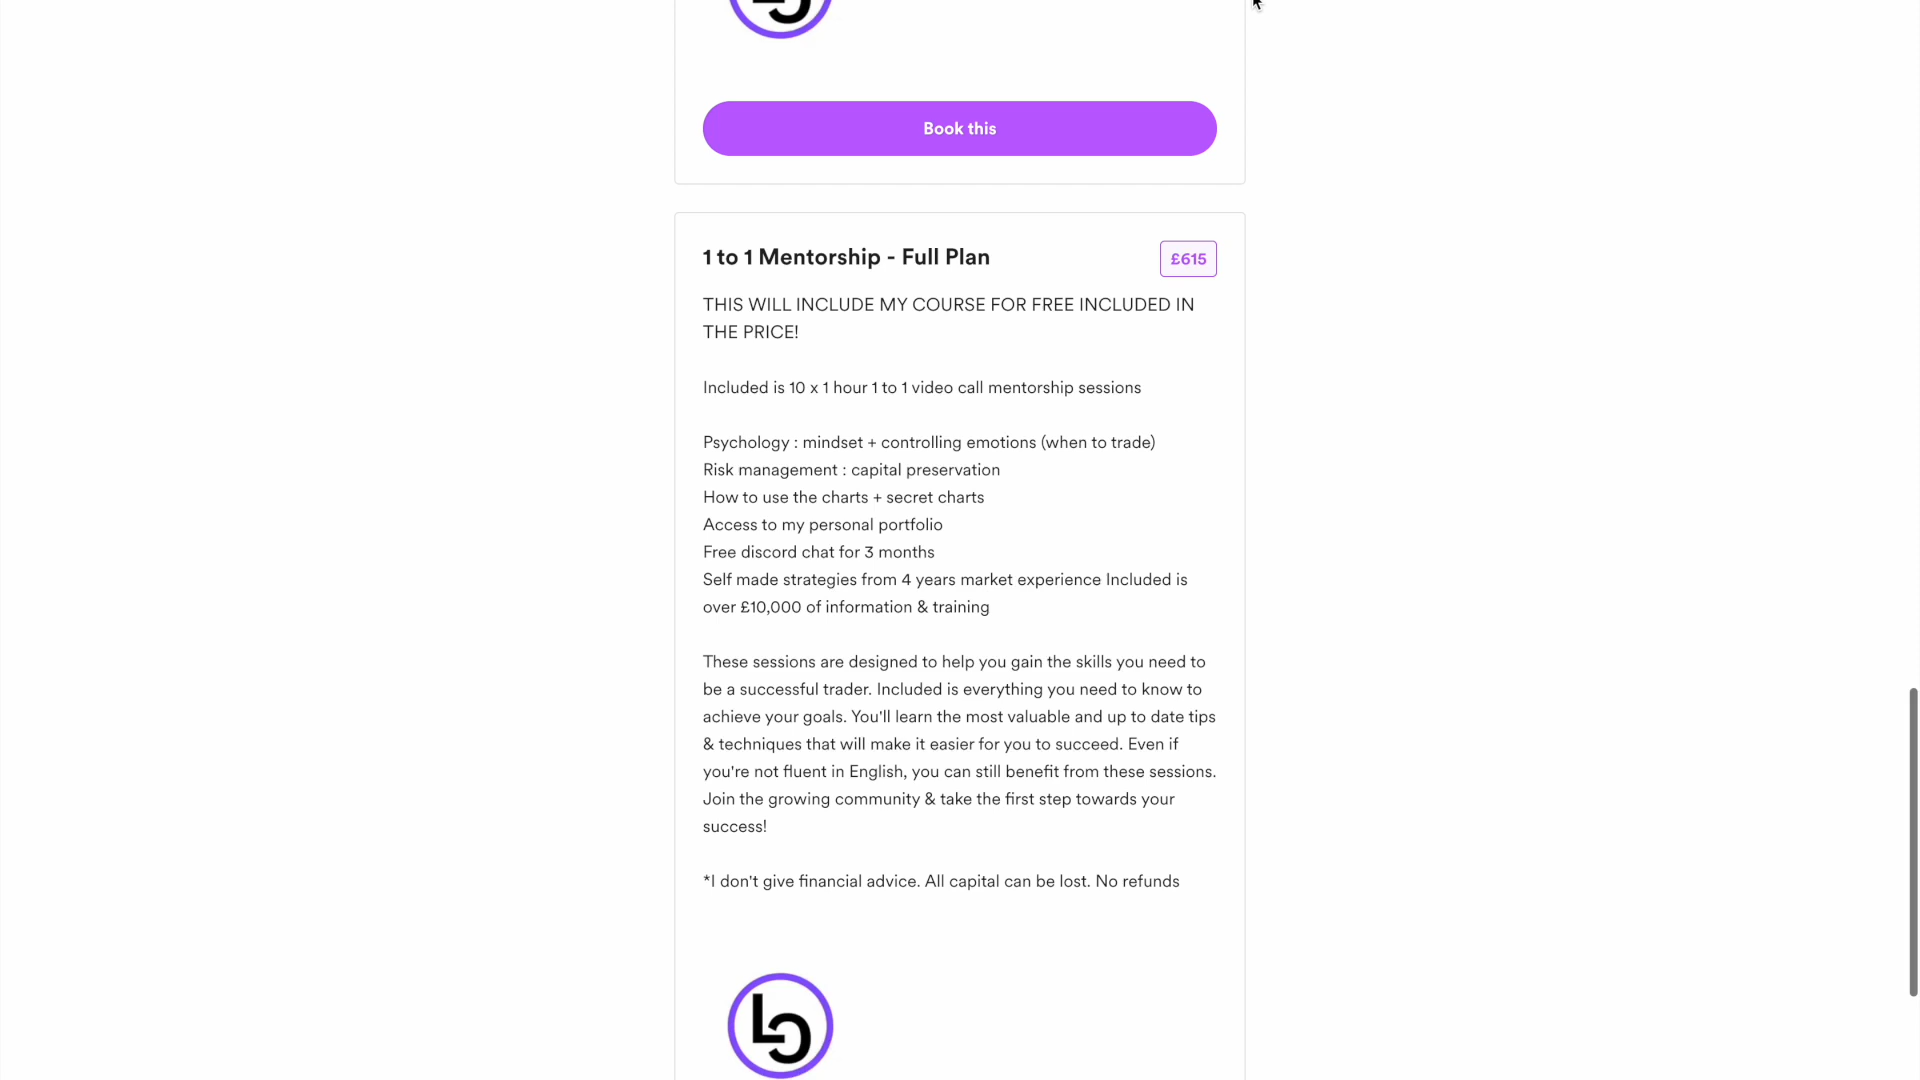 Book this
1 to 1 Mentorship - Full Plan
£615
THIS WILL INCLUDE MY COURSE FOR FREE INCLUDED IN
THE PRICE!
Included is 10 x 1 hour 1 to 1 video call mentorship sessions
Psychology : mindset + controlling emotions (when to trade)
Risk management : capital preservation
How to use the charts + secret charts
Access to my personal portfolio
Free discord chat for 3 months
Self made strategies from 4 years market experience Included is
over £10,000 of information & training
These sessions are designed to help you gain the skills you need to
be a successful trader. Included is everything you need to know to
achieve your goals. You'll learn the most valuable and up to date tips
& techniques that will make it easier for you to succeed. Even if
you're not fluent in English, you can still benefit from these sessions.
Join the growing community & take the first step towards your
success!
*I don't give financial advice. All capital can be lost. No refunds